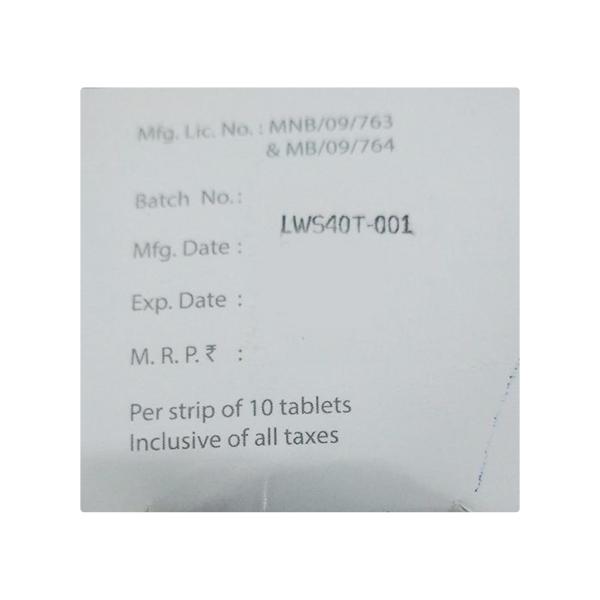 Mfg. Lic. No. : MNB/09/763
& MB/09/764
Batch No.:
LWS40T-001
Mfg. Date :
Exp. Date :
M. R. P. ₹ :
Per strip of 10 tablets
Inclusive of all taxes